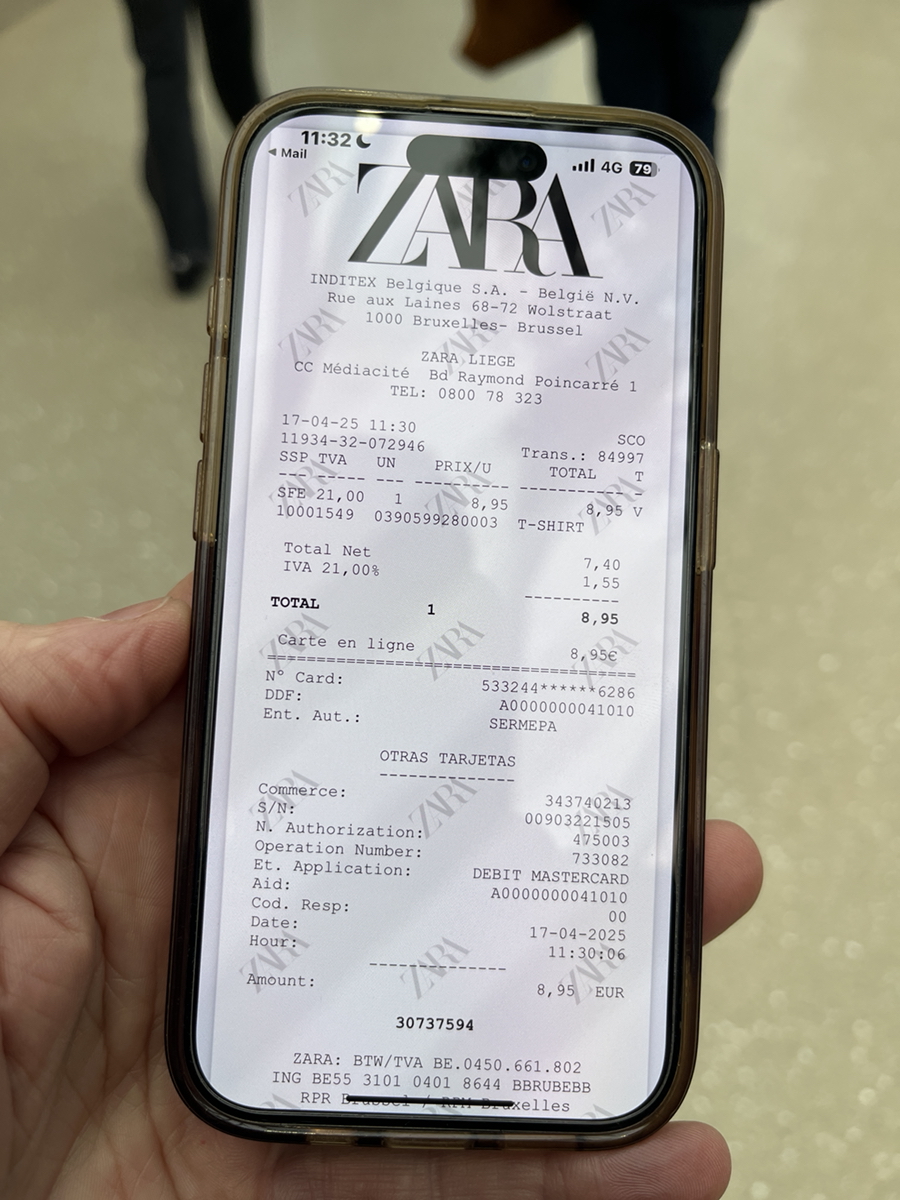 11:32
4G 79
Mail
ZARA
INDITEX Belgique S.A. - België N.V.
Rue aux Laines 68-72 Wolstraat
1000 Bruxelles- Brussel
ZARA LIEGE
CC Médiacité Bd Raymond Poincarré 1
TEL: 0800 78 323
17-04-25 11:30 SCO
11934-32-072946 Trans.: 84997
SSP TVA UN PRIX/U TOTAL T
--- ----- --- --------- ----------- -
SFE 21,00 1 8,95 8,95 V
10001549 0390599280003 T-SHIRT
Total Net 7,40
IVA 21,00% 1,55
----------
TOTAL 1 8,95
Carte en ligne 8,95€
========================================
N° Card: 533244******6286
DDF: A0000000041010
Ent. Aut.: SERMEPA
OTRAS TARJETAS
--------------
Commerce: 343740213
S/N: 00903221505
N. Authorization: 475003
Operation Number: 733082
Et. Application: DEBIT MASTERCARD
Aid: A0000000041010
Cod. Resp: 00
Date: 17-04-2025
Hour: 11:30:06
--------------
Amount: 8,95 EUR
30737594
ZARA: BTW/TVA BE.0450.661.802
ING BE55 3101 0401 8644 BBRUBEBB
RPR Brussel / RPM Bruxelles